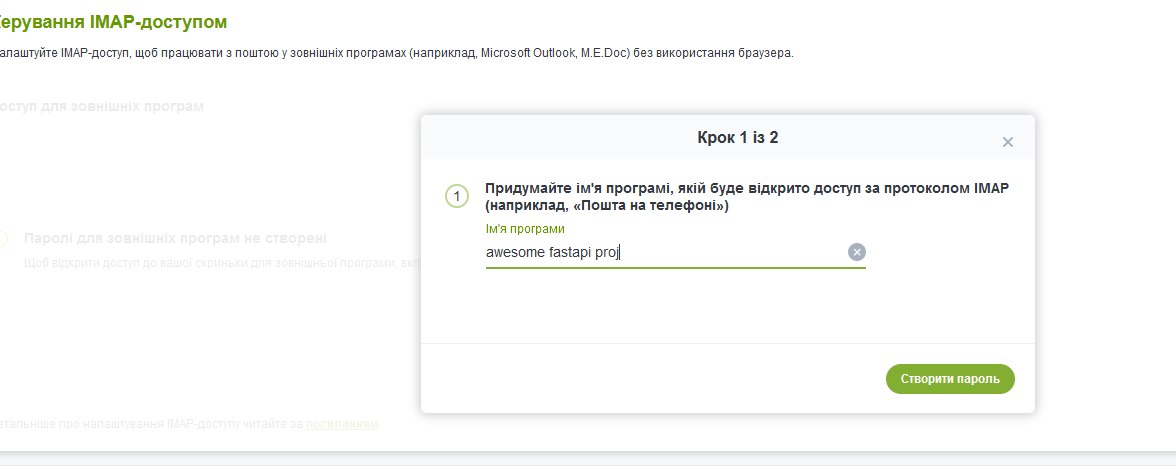 ерування IMAP-доступом
алаштуйте IMAP-доступ, щоб працювати з поштою у зовнішніх програмах (наприклад, Microsoft Outlook, M.E.Doc) без використання браузера.
оступ для зовнішніх програм
Крок 1 із 2
1
Придумайте ім'я програмі, якій буде відкрито доступ за протоколом IMAP
(наприклад, «Пошта на телефоні»)
Ім'я програми
awesome fastapi proj
Паролі для зовнішніх програм не створені
Щоб відкрити доступ до вашої скриньки для зовнішньої програми, вкл
Створити пароль
етальніше про налаштування IMAP-доступу читайте за посиланням